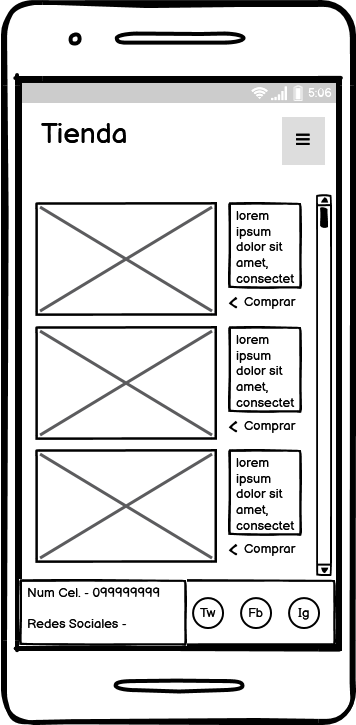 5:06
Tienda
lorem
ipsum
dolor sit
amet,
consectet
< Comprar
lorem
ipsum
dolor sit
amet,
consectet
< Comprar
lorem
ipsum
dolor sit
amet,
consectet
< Comprar
Num Cel. - 099999999
Redes Sociales -
Tw Fb Ig